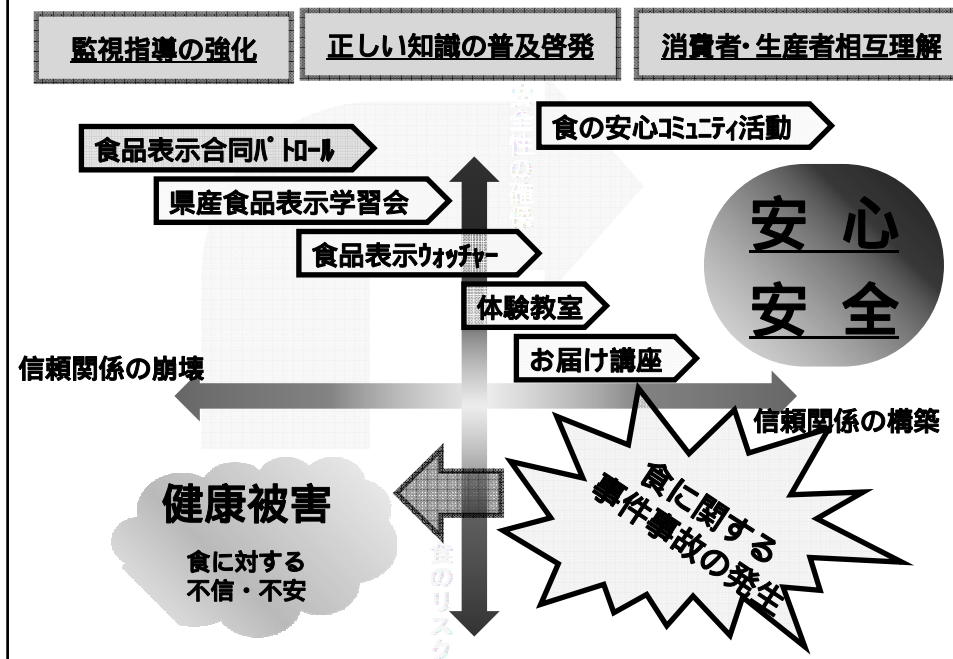 監視指導の強化
正しい知識の普及啓発
消費者・生産者相互理解
食の安心コミュニティ活動
食品表示合同パトロール
県産食品表示学習会
食品表示ウォッチャー
体験教室
お届け講座
安 心
安 全
信頼関係の崩壊
信頼関係の構築
健康被害
食に対する
不信・不安
食に関する
事件事故の発生
食のリスク